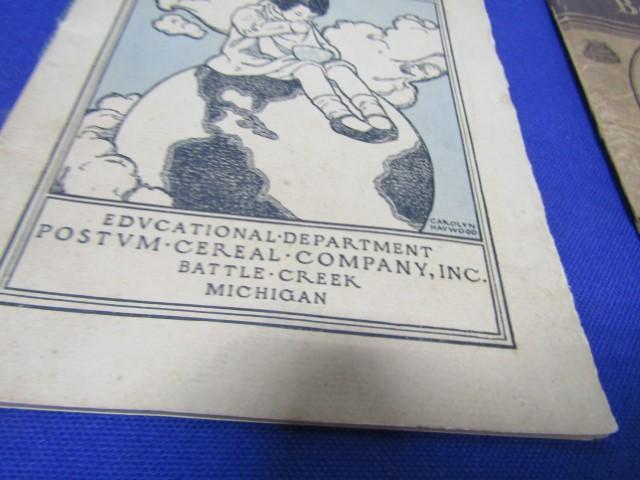 CAROLYN
HAYWOOD
EDVCATIONAL·DEPARTMENT
POSTVM·CEREAL·COMPANY, INC.
BATTLE·CREEK
MICHIGAN